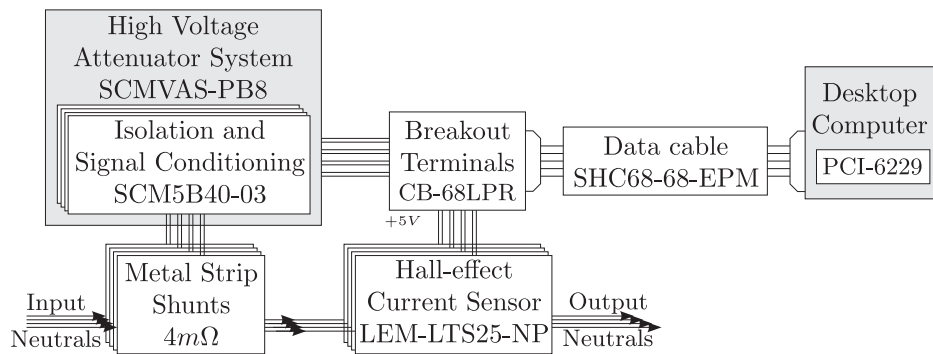 High Voltage
Attenuator System
SCMVAS-PB8
Isolation and
Signal Conditioning
SCM5B40-03
Breakout
Terminals
CB-68LPR
Data cable
SHC68-68-EPM
Desktop
Computer
PCI-6229
+5V
Input
Neutrals
Metal Strip
Shunts
4mΩ
Hall-effect
Current Sensor
LEM-LTS25-NP
Output
Neutrals